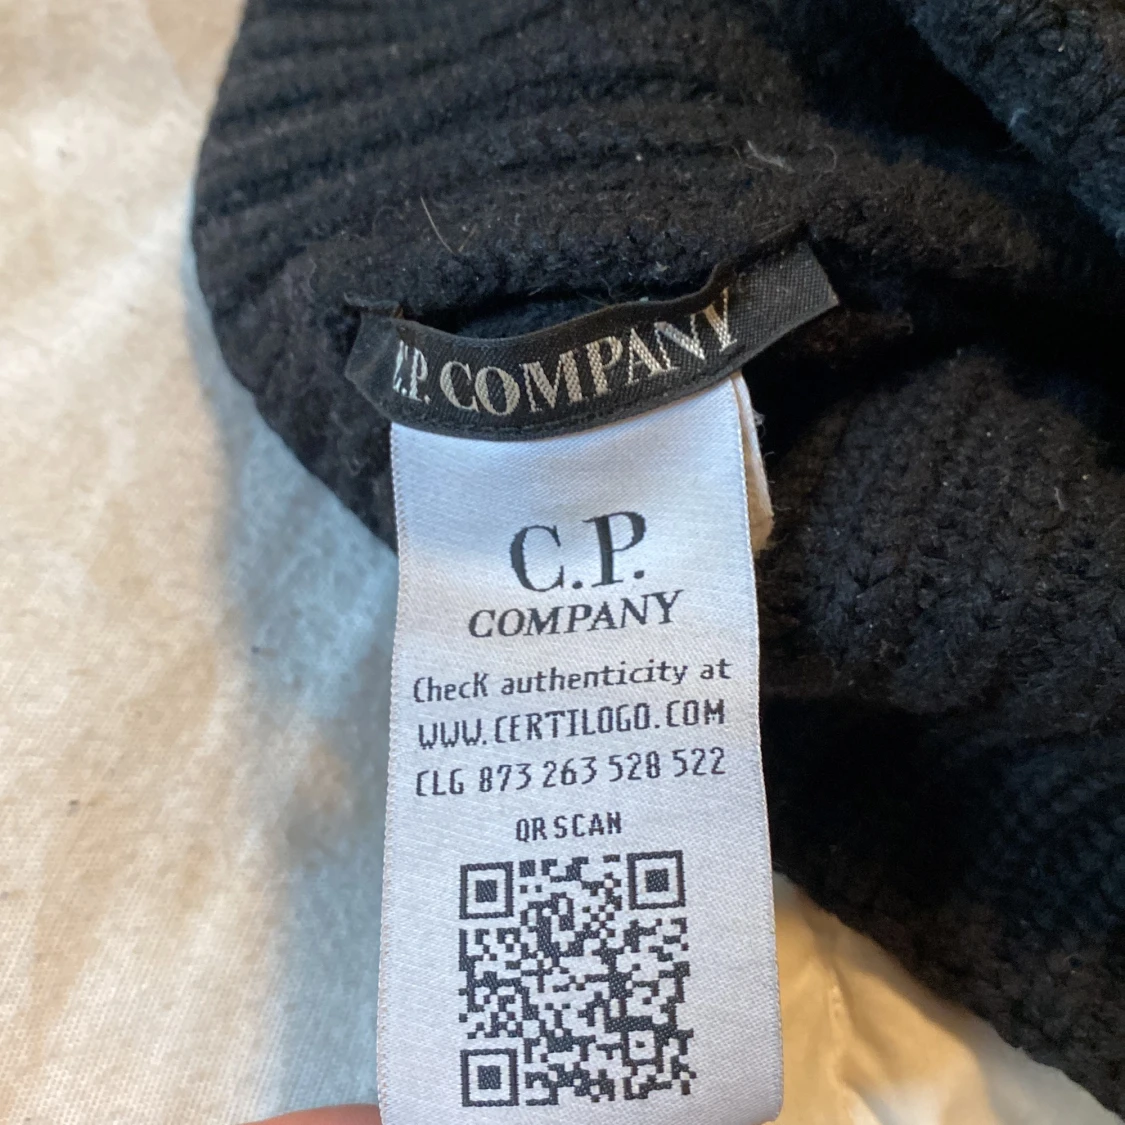 C.P. COMPANY
C.P.
COMPANY
ChecK authenticity at
WWW.CERTILOGO.COM
CLG 873 263 528 522
QR SCAN